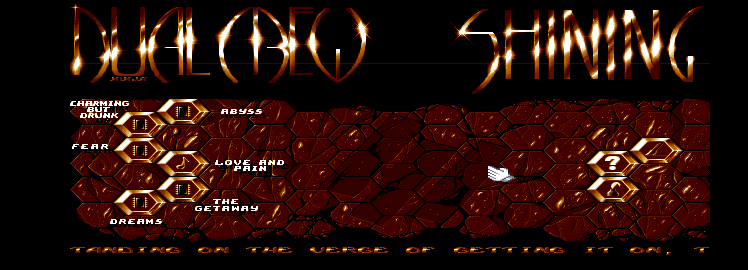 DUAL CREW SHINING
CHARMING
BUT
DRUNK
ABYSS
FEAR
LOVE AND
PAIN
?
THE
GETAWAY
DREAMS
TANDING ON THE VERGE OF GETTING IT ON, T